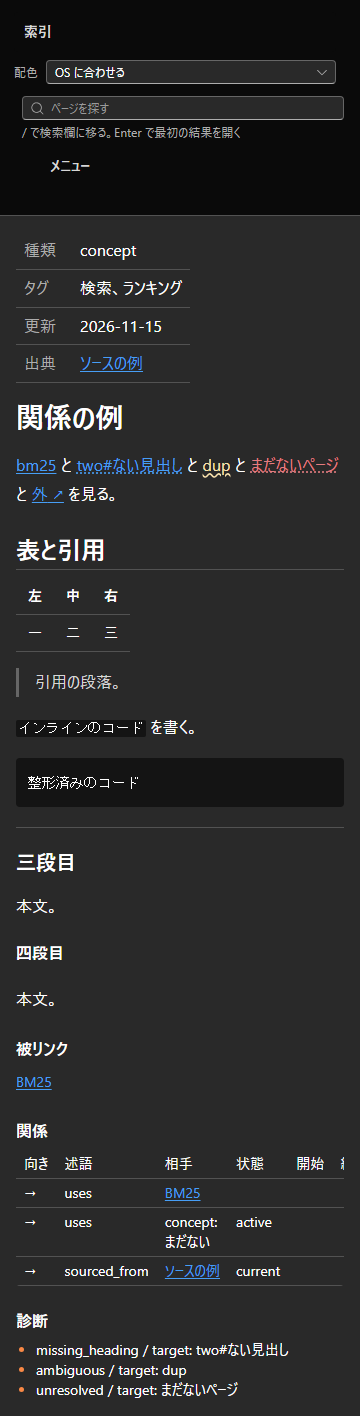 索引
配色 OS に合わせる
ページを探す
/ で検索欄に移る。Enter で最初の結果を開く
メニュー
種類 concept
タグ 検索、ランキング
更新 2026-11-15
出典 ソースの例
関係の例
bm25 と two#ない見出し と dup と まだないページ
と 外 ↗ を見る。
表と引用
左 中 右
一 二 三
引用の段落。
インラインのコード を書く。
整形済みのコード
三段目
本文。
四段目
本文。
被リンク
BM25
関係
向き 述語 相手 状態 開始
→ uses BM25
→ uses concept: active
まだない
→ sourced_from ソースの例 current
診断
• missing_heading / target: two#ない見出し
• ambiguous / target: dup
• unresolved / target: まだないページ